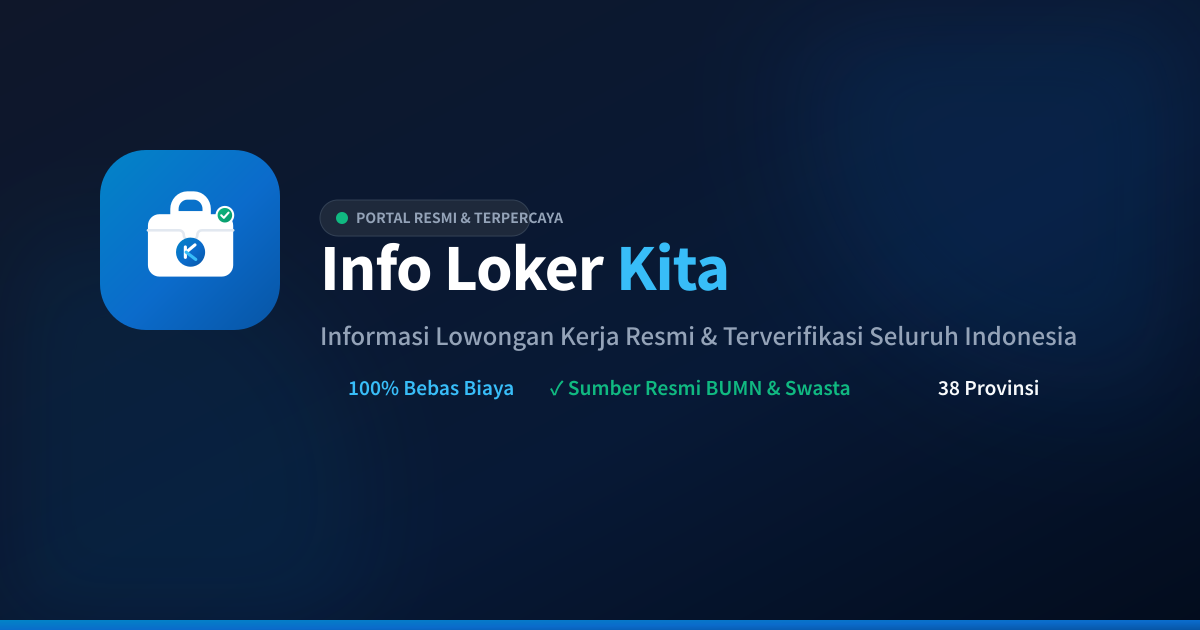 PORTAL RESMI & TERPERCAYA
Info Loker Kita
Informasi Lowongan Kerja Resmi & Terverifikasi Seluruh Indonesia
100% Bebas Biaya ✓ Sumber Resmi BUMN & Swasta 38 Provinsi